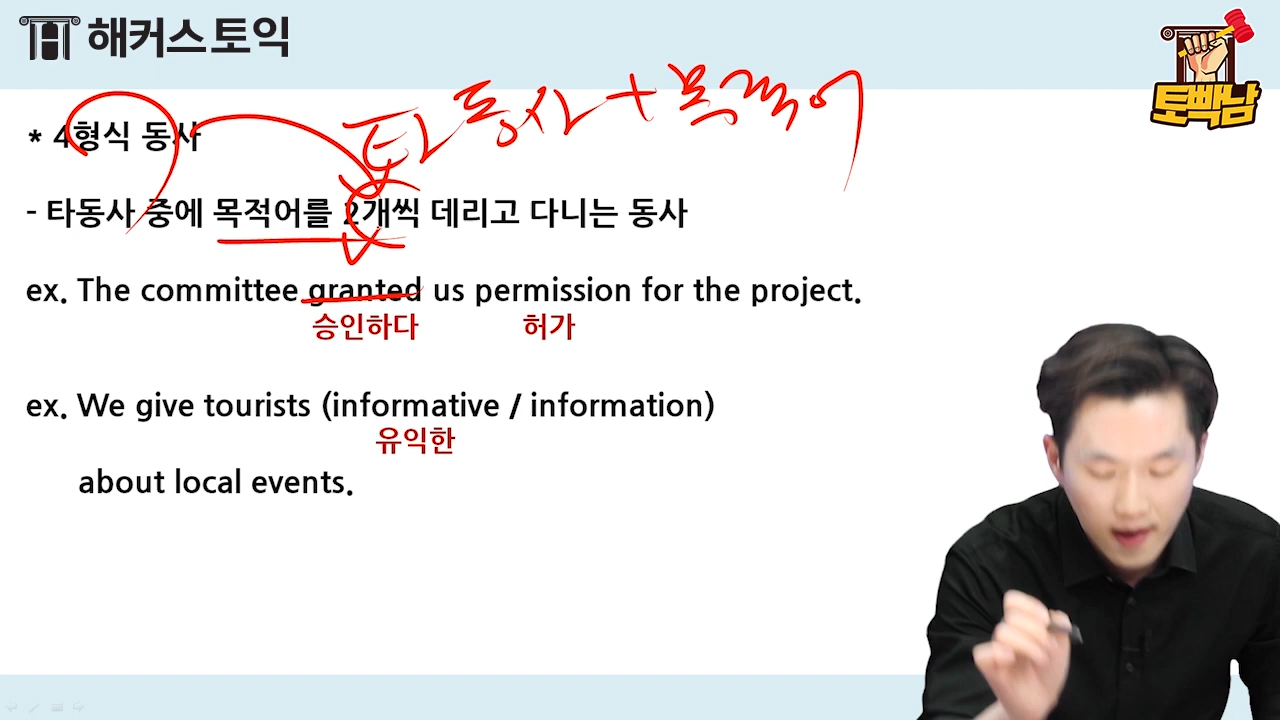 해커스토익
토빡남
타동사+목적어
* 4형식 동사
- 타동사 중에 목적어를 2개씩 데리고 다니는 동사
ex. The committee granted us permission for the project.
승인하다 허가
ex. We give tourists (informative / information)
유익한
about local events.